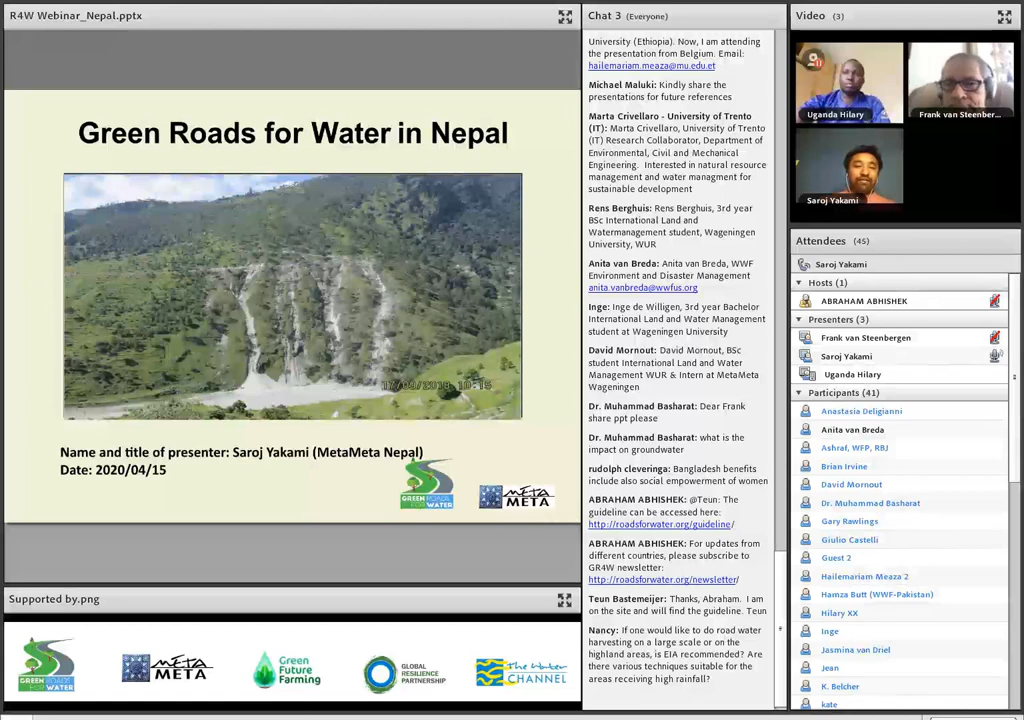 R4W Webinar_Nepal.pptx
Green Roads for Water in Nepal
17/09/2018 10:15
Name and title of presenter: Saroj Yakami (MetaMeta Nepal)
Date: 2020/04/15
GREEN ROADS
FOR WATER
META
META
Supported by.png
GREEN ROADS
FOR WATER
META
META
Green
Future
Farming
GLOBAL
RESILIENCE
PARTNERSHIP
The Water
CHANNEL
Chat 3 (Everyone)
University (Ethiopia). Now, I am attending
the presentation from Belgium. Email:
hailemariam.meaza@mu.edu.et
Michael Maluki: Kindly share the
presentations for future references
Marta Crivellaro - University of Trento
(IT): Marta Crivellaro, University of Trento
(IT) Research Collaborator, Department of
Environmental, Civil and Mechanical
Engineering.  Interested in natural resource
management and water managment for
sustainable development
Rens Berghuis: Rens Berghuis, 3rd year
BSc International Land and
Watermanagement student, Wageningen
University, WUR
Anita van Breda: Anita van Breda, WWF
Environment and Disaster Management
anita.vanbreda@wwfus.org
Inge: Inge de Willigen, 3rd year Bachelor
International Land and Water Management
student at Wageningen University
David Mornout: David Mornout, BSc
student International Land and Water
Management WUR & Intern at MetaMeta
Wageningen
Dr. Muhammad Basharat: Dear Frank
share ppt please
Dr. Muhammad Basharat: what is the
impact on groundwater
rudolph cleveringa: Bangladesh benefits
include also social empowerment of women
ABRAHAM ABHISHEK: @Teun: The
guideline can be accessed here:
http://roadsforwater.org/guideline/
ABRAHAM ABHISHEK: For updates from
different countries, please subscribe to
GR4W newsletter:
http://roadsforwater.org/newsletter/
Teun Bastemeijer: Thanks, Abraham.  I am
on the site and will find the guideline. Teun
Nancy: If one would like to do road water
harvesting on a large scale or on the
highland areas, is EIA recommended? Are
there various techniques suitable for the
areas receiving high rainfall?
Video (3)
Uganda Hilary
Frank van Steenber...
Saroj Yakami
Attendees (45)
Saroj Yakami
Hosts (1)
ABRAHAM ABHISHEK
Presenters (3)
Frank van Steenbergen
Saroj Yakami
Uganda Hilary
Participants (41)
Anastasia Deligianni
Anita van Breda
Ashraf, WFP, RBJ
Brian Irvine
David Mornout
Dr. Muhammad Basharat
Gary Rawlings
Giulio Castelli
Guest 2
Hailemariam Meaza 2
Hamza Butt (WWF-Pakistan)
Hilary XX
Inge
Jasmina van Driel
Jean
K. Belcher
kate